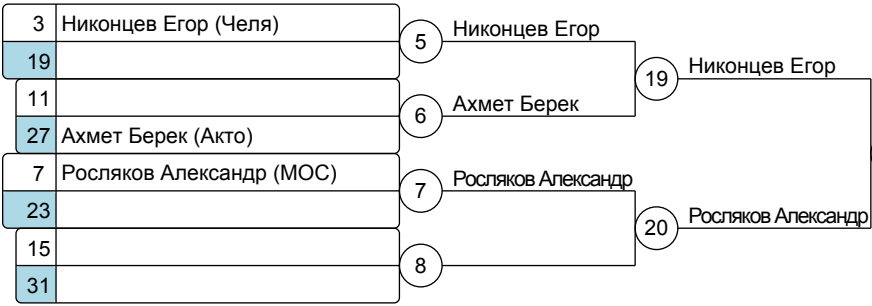 3 Никонцев Егор (Челя)
19
5 Никонцев Егор
11
27 Ахмет Берек (Акто)
6 Ахмет Берек
19 Никонцев Егор
7 Росляков Александр (МОС)
23
7 Росляков Александр
15
31
8
20 Росляков Александр